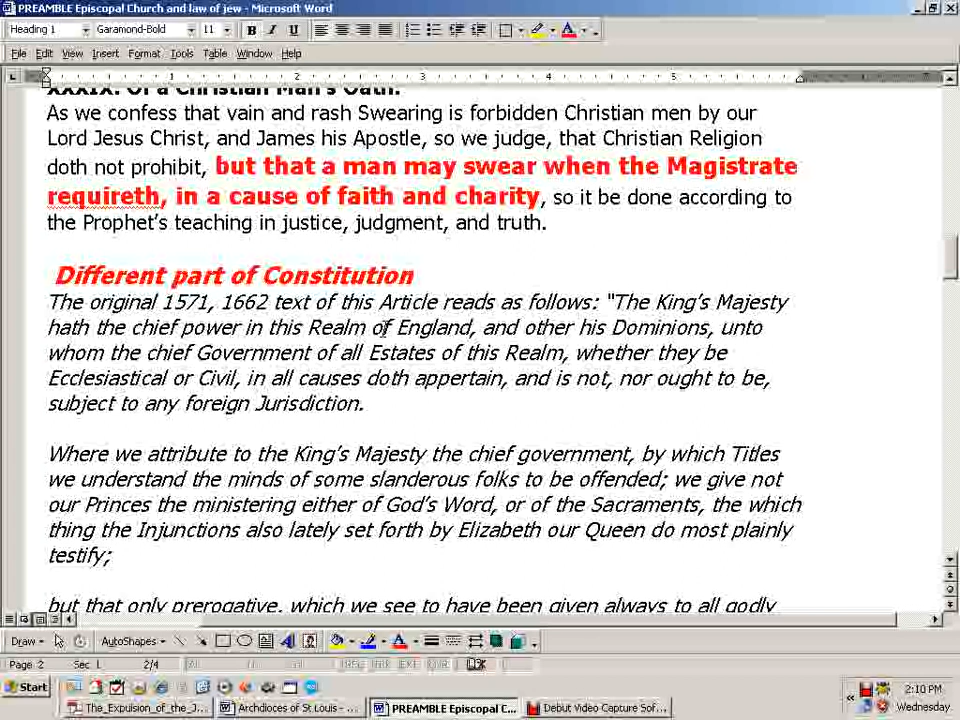 PREAMBLE Episcopal Church and law of jew - Microsoft Word
Heading 1 Garamond-Bold 11 B I U
File Edit View Insert Format Tools Table Window Help
1 2 3 4 5
XXXIX. Of a Christian Man's Oath.
As we confess that vain and rash Swearing is forbidden Christian men by our
Lord Jesus Christ, and James his Apostle, so we judge, that Christian Religion
doth not prohibit, but that a man may swear when the Magistrate
requireth, in a cause of faith and charity, so it be done according to
the Prophet's teaching in justice, judgment, and truth.
Different part of Constitution
The original 1571, 1662 text of this Article reads as follows: "The King's Majesty
hath the chief power in this Realm of England, and other his Dominions, unto
whom the chief Government of all Estates of this Realm, whether they be
Ecclesiastical or Civil, in all causes doth appertain, and is not, nor ought to be,
subject to any foreign Jurisdiction.
Where we attribute to the King's Majesty the chief government, by which Titles
we understand the minds of some slanderous folks to be offended; we give not
our Princes the ministering either of God's Word, or of the Sacraments, the which
thing the Injunctions also lately set forth by Elizabeth our Queen do most plainly
testify;
but that only prerogative, which we see to have been given always to all godly
Draw AutoShapes
Page 2 Sec 1 2/4
Start The_Expulsion_of_the_J... Archdioces of St Louis - ... PREAMBLE Episcopal C... Debut Video Capture Sof... 2:10 PM
Wednesday